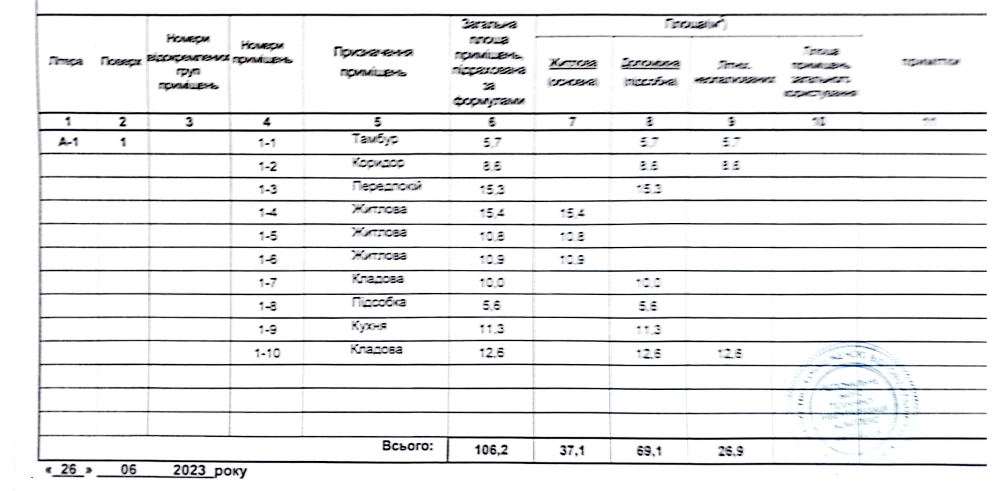 Літера Поверх Номери відокремлених груп приміщень Номери приміщень Призначення приміщень Загальна площа приміщень, підрахована за формулами Площа(м²)
Житлова (основна) Допоміжна (підсобна) Літніх, неопалюваних Площа приміщень загального користування примітки
1 2 3 4 5 6 7 8 9 10 11
А-1 1 1-1 Тамбур 5,7 5,7 5,7
1-2 Коридор 8,6 8,6 8,6
1-3 Передпокій 15,3 15,3
1-4 Житлова 15,4 15,4
1-5 Житлова 10,8 10,8
1-6 Житлова 10,9 10,9
1-7 Кладова 10,0 10,0
1-8 Підсобка 5,6 5,6
1-9 Кухня 11,3 11,3
1-10 Кладова 12,6 12,6 12,6
Всього: 106,2 37,1 69,1 26,9
« 26 » 06 2023 року